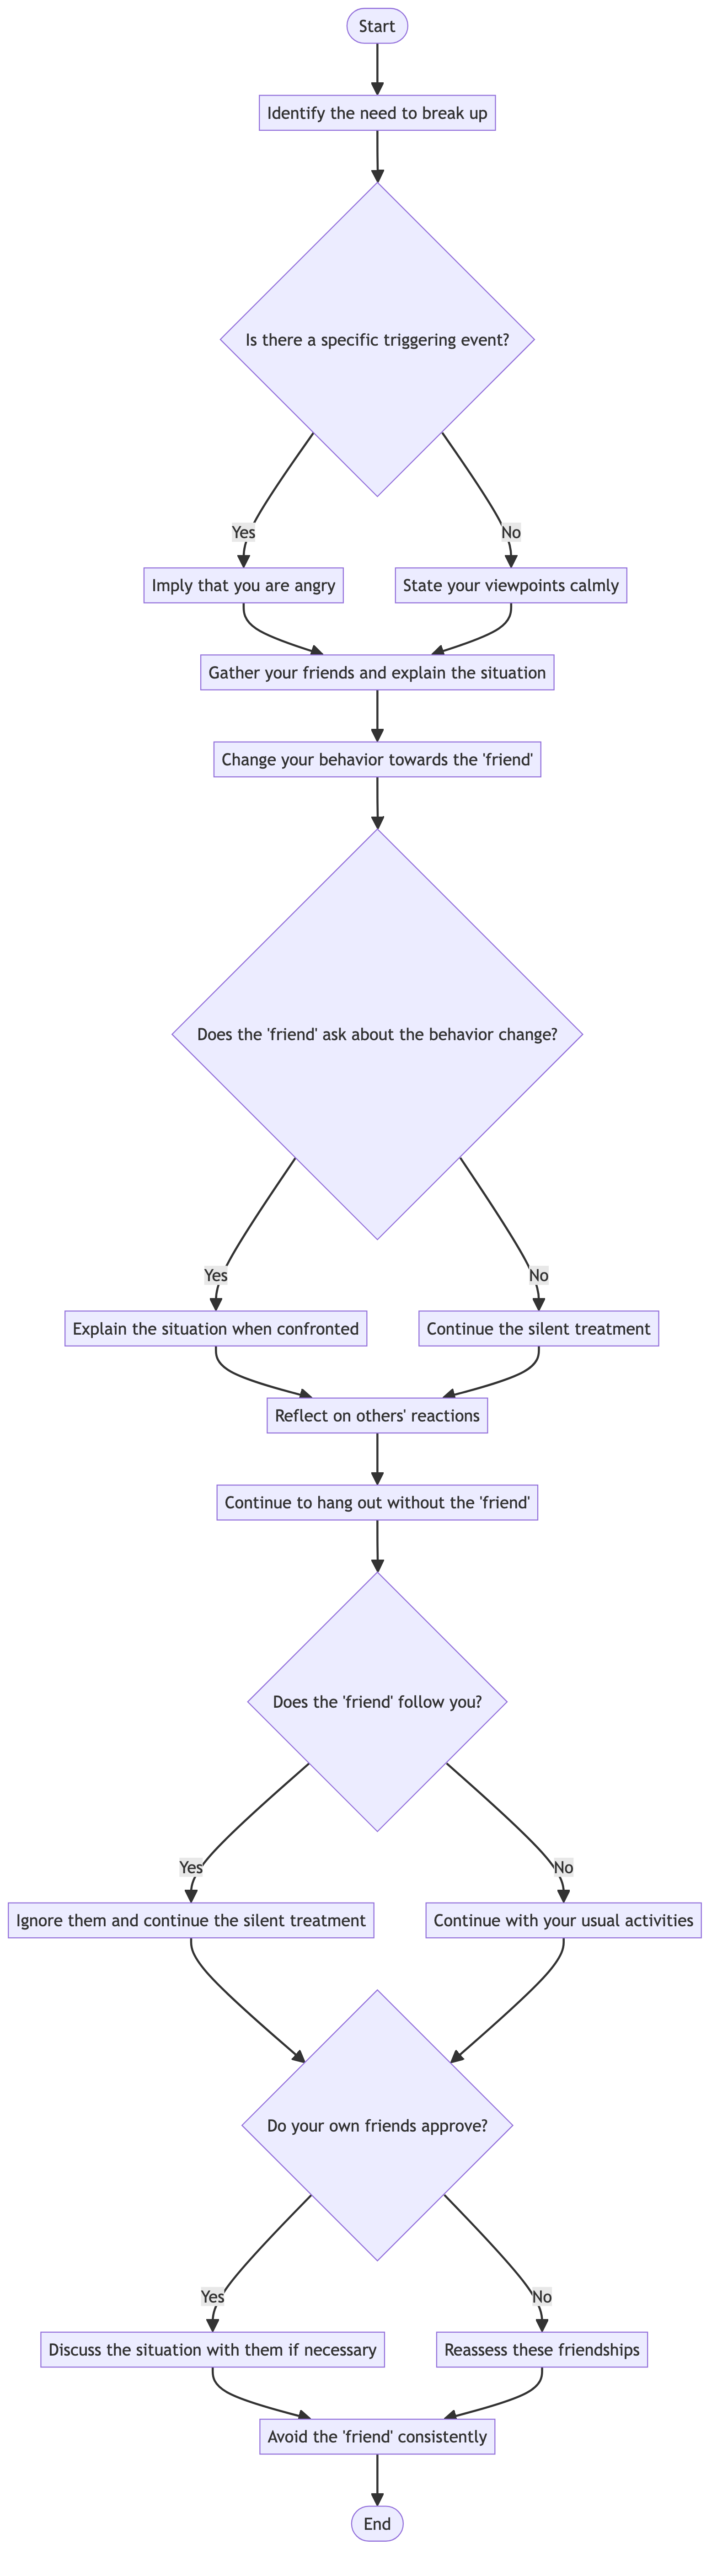 Start
Identify the need to break up
Is there a specific triggering event?
Yes
No
Imply that you are angry
State your viewpoints calmly
Gather your friends and explain the situation
Change your behavior towards the 'friend'
Does the 'friend' ask about the behavior change?
Yes
No
Explain the situation when confronted
Continue the silent treatment
Reflect on others' reactions
Continue to hang out without the 'friend'
Does the 'friend' follow you?
Yes
No
Ignore them and continue the silent treatment
Continue with your usual activities
Do your own friends approve?
Yes
No
Discuss the situation with them if necessary
Reassess these friendships
Avoid the 'friend' consistently
End